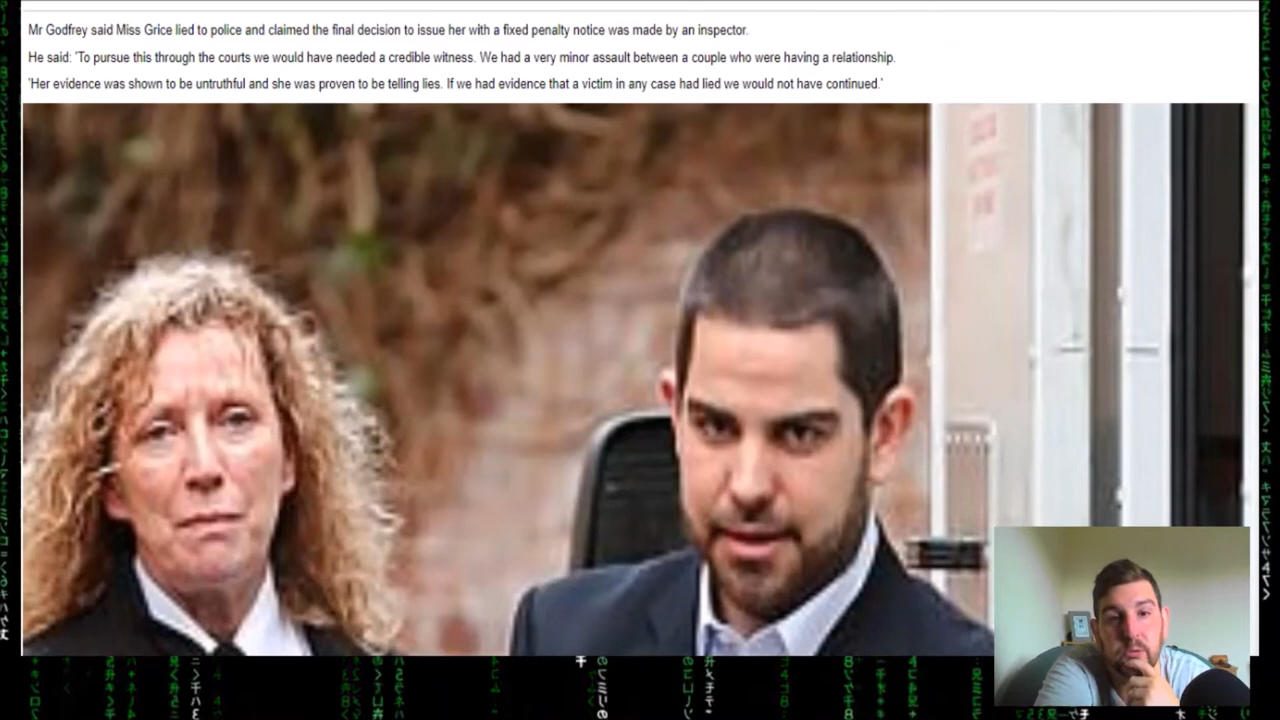 Mr Godfrey said Miss Grice lied to police and claimed the final decision to issue her with a fixed penalty notice was made by an inspector.
He said: 'To pursue this through the courts we would have needed a credible witness. We had a very minor assault between a couple who were having a relationship.
'Her evidence was shown to be untruthful and she was proven to be telling lies. If we had evidence that a victim in any case had lied we would not have continued.'